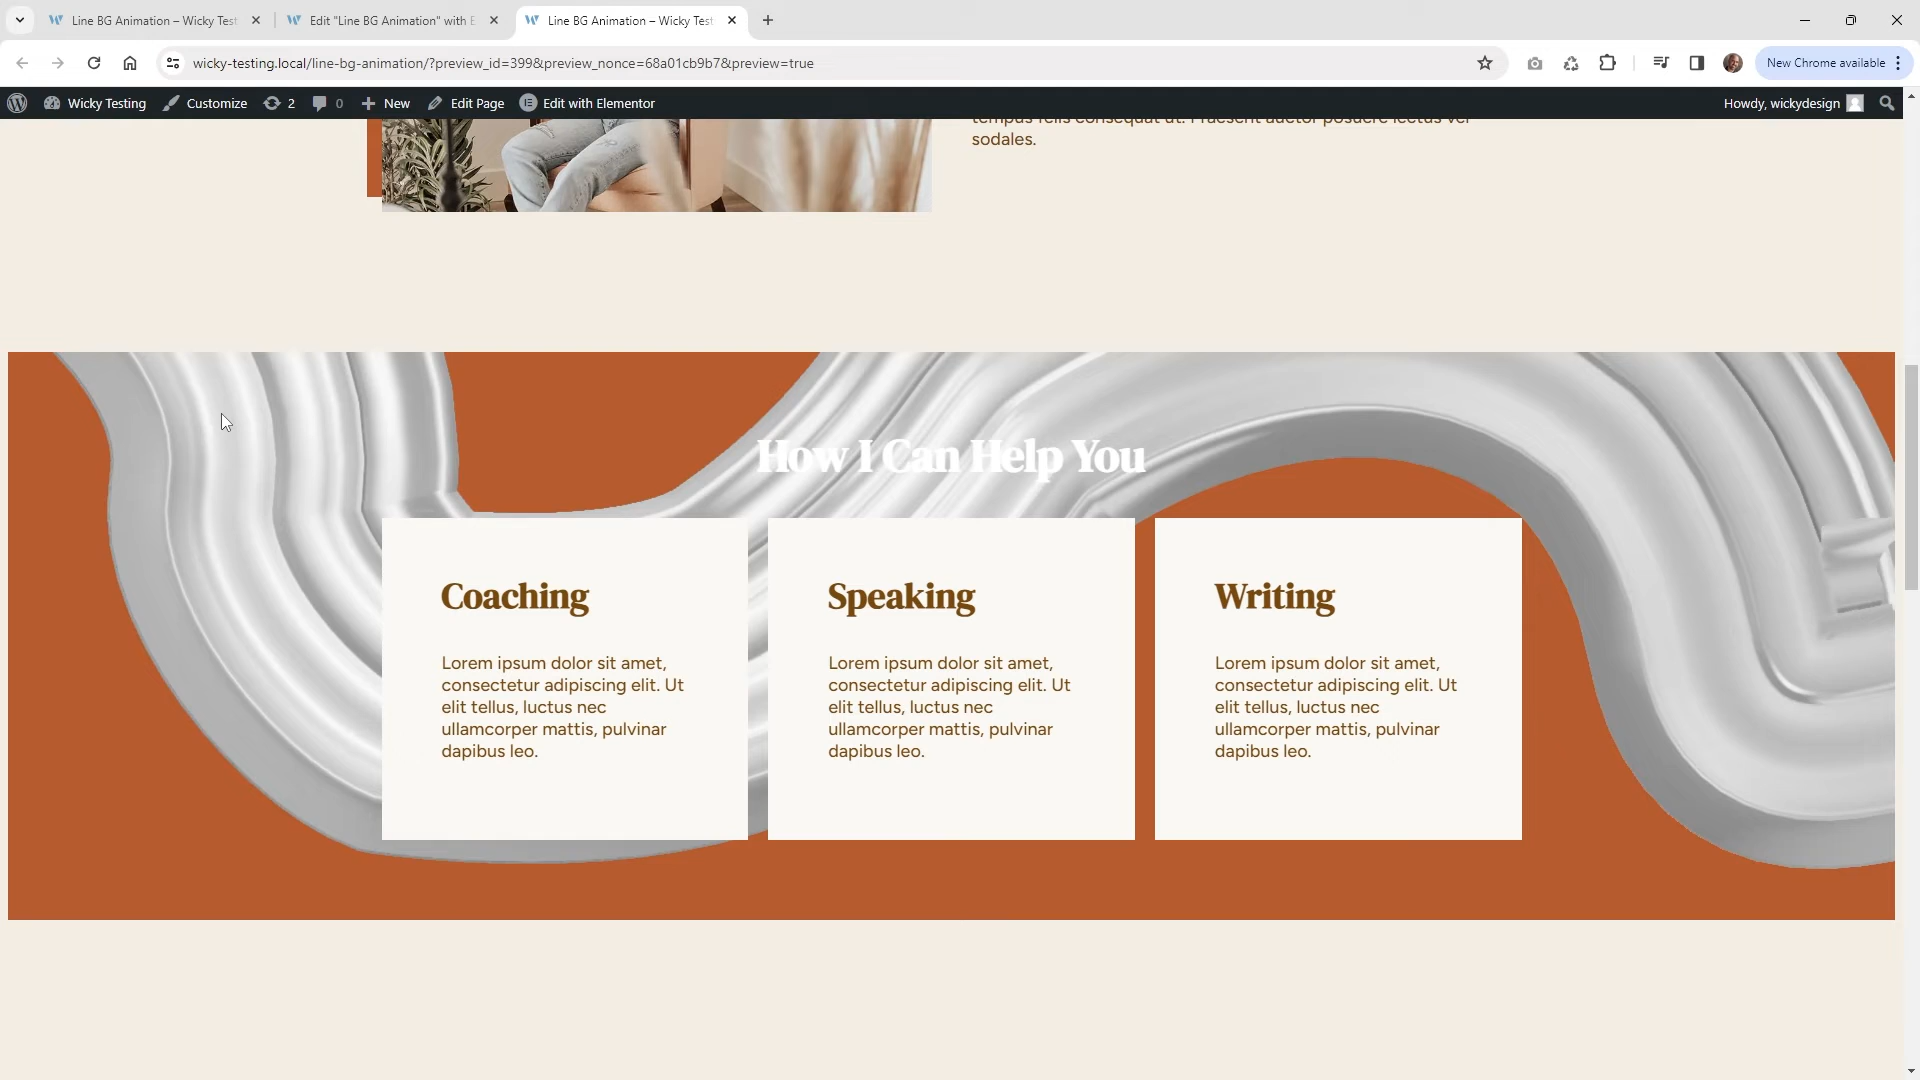 Line BG Animation – Wicky Test
Edit "Line BG Animation" with E
Line BG Animation – Wicky Test
wicky-testing.local/line-bg-animation/?preview_id=399&preview_nonce=68a01cb9b7&preview=true
New Chrome available
Wicky Testing
Customize
2
0
New
Edit Page
Edit with Elementor
Howdy, wickydesign
tempus felis consequat ut. Praesent auctor posuere lectus vel
sodales.
How I Can Help You
Coaching
Lorem ipsum dolor sit amet,
consectetur adipiscing elit. Ut
elit tellus, luctus nec
ullamcorper mattis, pulvinar
dapibus leo.
Speaking
Lorem ipsum dolor sit amet,
consectetur adipiscing elit. Ut
elit tellus, luctus nec
ullamcorper mattis, pulvinar
dapibus leo.
Writing
Lorem ipsum dolor sit amet,
consectetur adipiscing elit. Ut
elit tellus, luctus nec
ullamcorper mattis, pulvinar
dapibus leo.